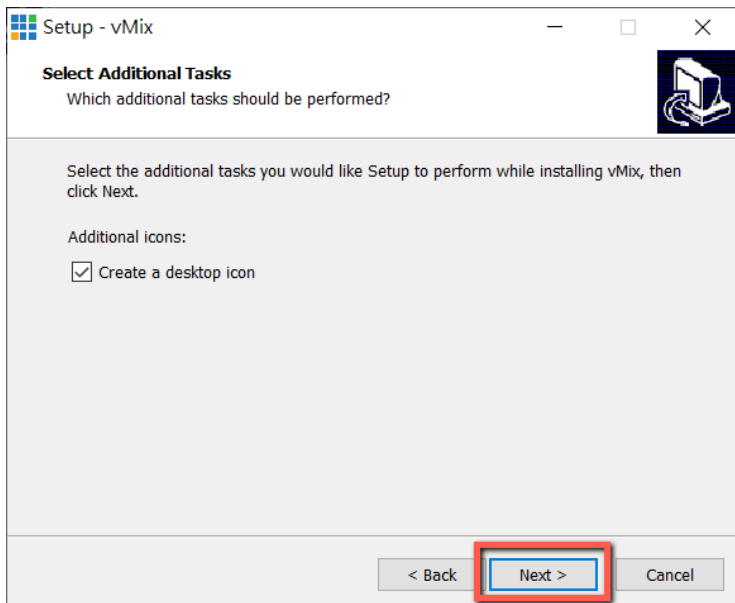 Setup - vMix
Select Additional Tasks
Which additional tasks should be performed?
Select the additional tasks you would like Setup to perform while installing vMix, then
click Next.
Additional icons:
Create a desktop icon
< Back
Next >
Cancel